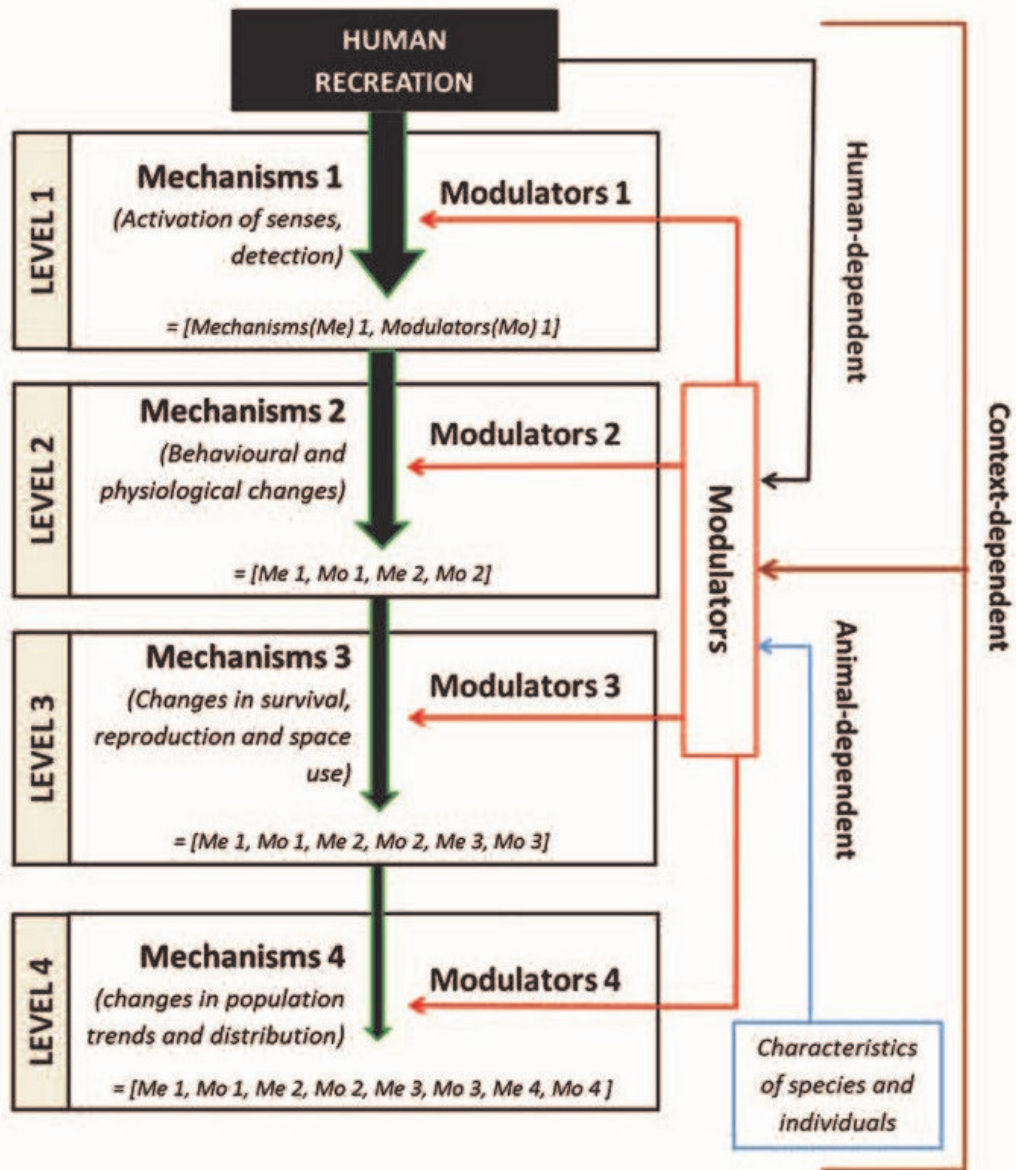 HUMAN
RECREATION
LEVEL 1
Mechanisms 1
(Activation of senses,
detection)
Modulators 1
= [Mechanisms(Me) 1, Modulators(Mo) 1]
LEVEL 2
Mechanisms 2
(Behavioural and
physiological changes)
Modulators 2
= [Me 1, Mo 1, Me 2, Mo 2]
LEVEL 3
Mechanisms 3
(Changes in survival,
reproduction and space
use)
Modulators 3
= [Me 1, Mo 1, Me 2, Mo 2, Me 3, Mo 3]
LEVEL 4
Mechanisms 4
(changes in population
trends and distribution)
Modulators 4
= [Me 1, Mo 1, Me 2, Mo 2, Me 3, Mo 3, Me 4, Mo 4 ]
Modulators
Human-dependent
Animal-dependent
Context-dependent
Characteristics
of species and
individuals